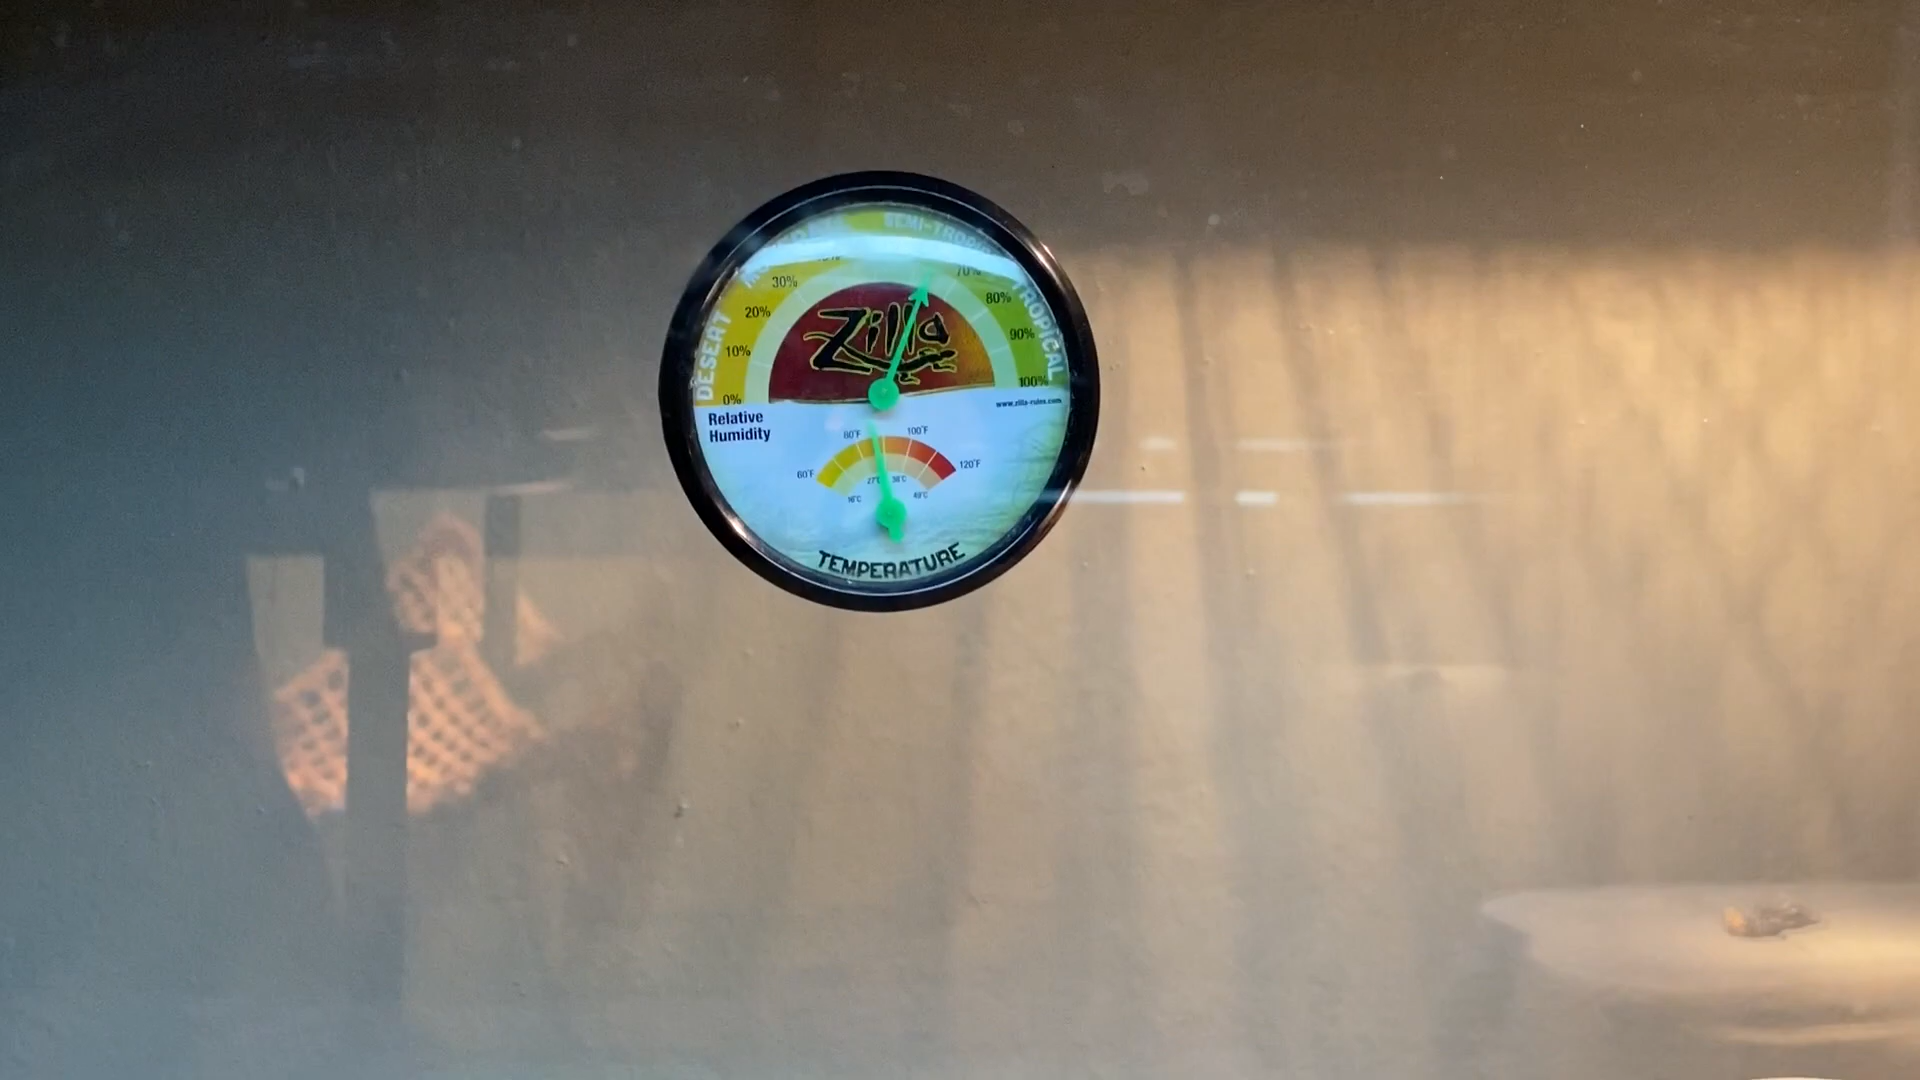 SEMI-TROPICAL
30%
70%
20%
80%
TROPICAL
DESERT
Zilla
10%
90%
0%
100%
www.zilla-rules.com
Relative
Humidity
80°F
100°F
60°F
120°F
27°C
38°C
16°C
49°C
TEMPERATURE